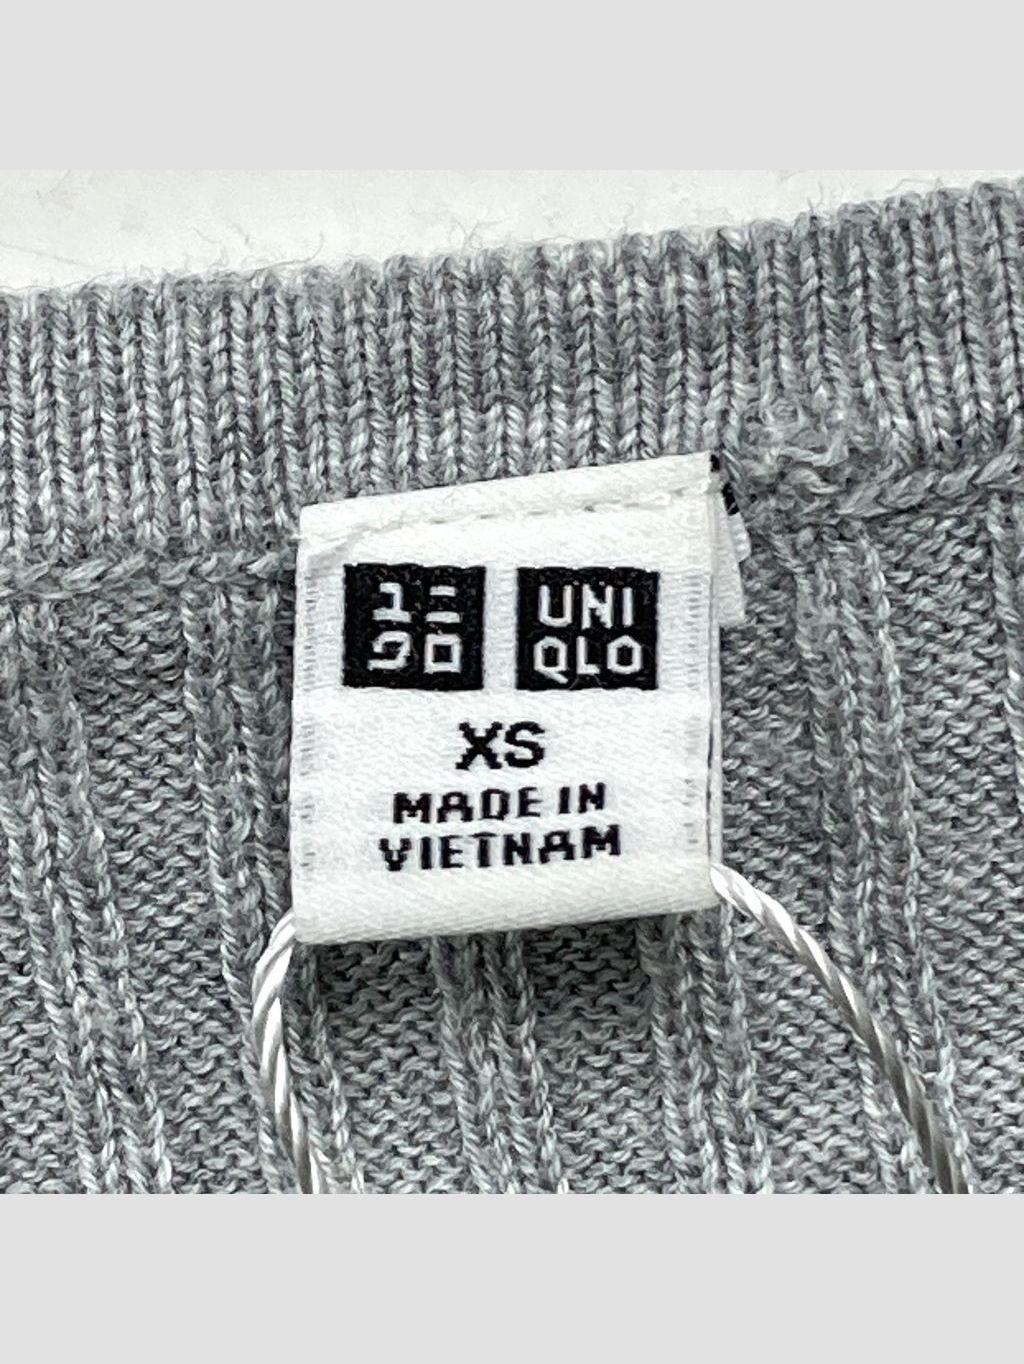 ユニ
クロ
UNI
QLO
XS
MADE IN
VIETNAM